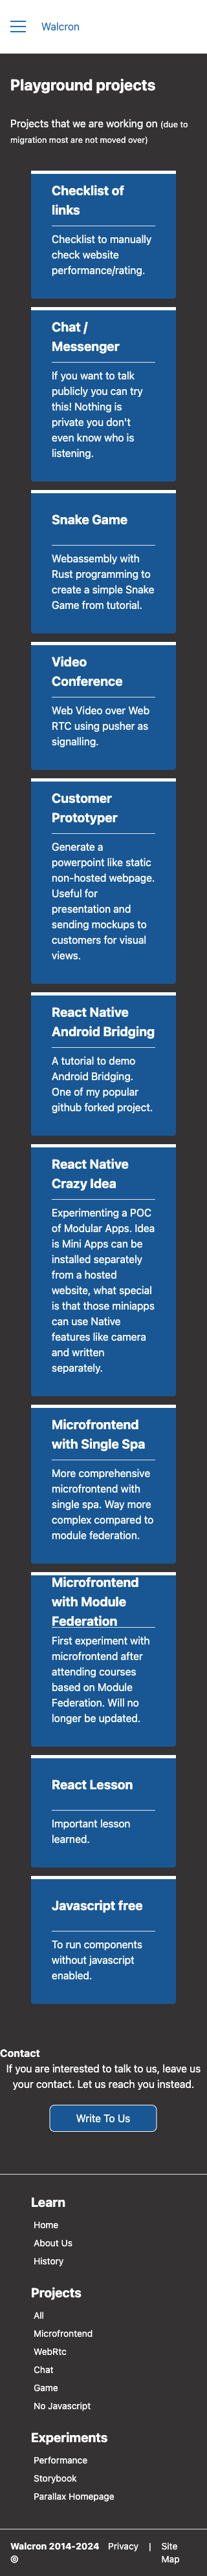 Walcron
Playground projects
Projects that we are working on (due to
migration most are not moved over)
Checklist of
links
Checklist to manually
check website
performance/rating.
Chat /
Messenger
If you want to talk
publicly you can try
this! Nothing is
private you don't
even know who is
listening.
Snake Game
Webassembly with
Rust programming to
create a simple Snake
Game from tutorial.
Video
Conference
Web Video over Web
RTC using pusher as
signalling.
Customer
Prototyper
Generate a
powerpoint like static
non-hosted webpage.
Useful for
presentation and
sending mockups to
customers for visual
views.
React Native
Android Bridging
A tutorial to demo
Android Bridging.
One of my popular
github forked project.
React Native
Crazy Idea
Experimenting a POC
of Modular Apps. Idea
is Mini Apps can be
installed separately
from a hosted
website, what special
is that those miniapps
can use Native
features like camera
and written
separately.
Microfrontend
with Single Spa
More comprehensive
microfrontend with
single spa. Way more
complex compared to
module federation.
Microfrontend
with Module
Federation
First experiment with
microfrontend after
attending courses
based on Module
Federation. Will no
longer be updated.
React Lesson
Important lesson
learned.
Javascript free
To run components
without javascript
enabled.
Contact
If you are interested to talk to us, leave us
your contact. Let us reach you instead.
Write To Us
Learn
Home
About Us
History
Projects
All
Microfrontend
WebRtc
Chat
Game
No Javascript
Experiments
Performance
Storybook
Parallax Homepage
Walcron 2014-2024 Privacy | Site
© Map